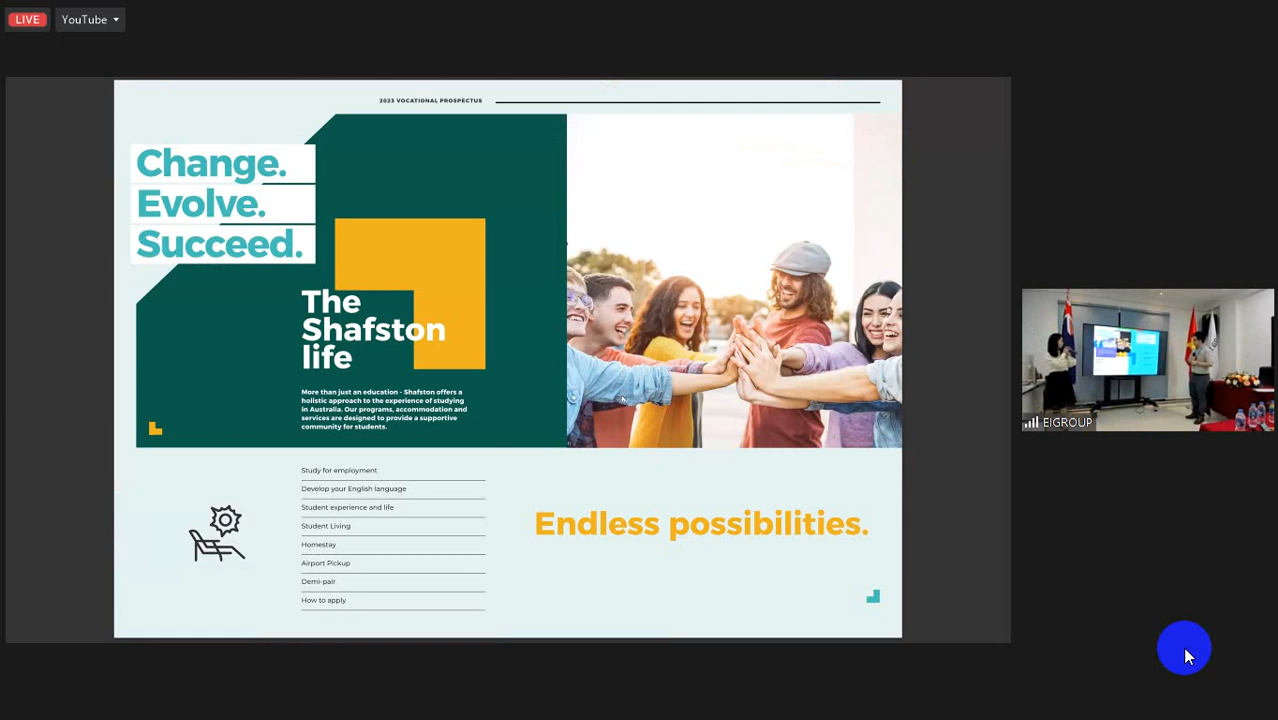 LIVE
YouTube
2023 VOCATIONAL PROSPECTUS
Change.
Evolve.
Succeed.
The
Shafston
life
More than just an education - Shafston offers a
holistic approach to the experience of studying
in Australia. Our programs, accommodation and
services are designed to provide a supportive
community for students.
Study for employment
Develop your English language
Student experience and life
Student Living
Homestay
Airport Pickup
Demi-pair
How to apply
Endless possibilities.
EIGROUP